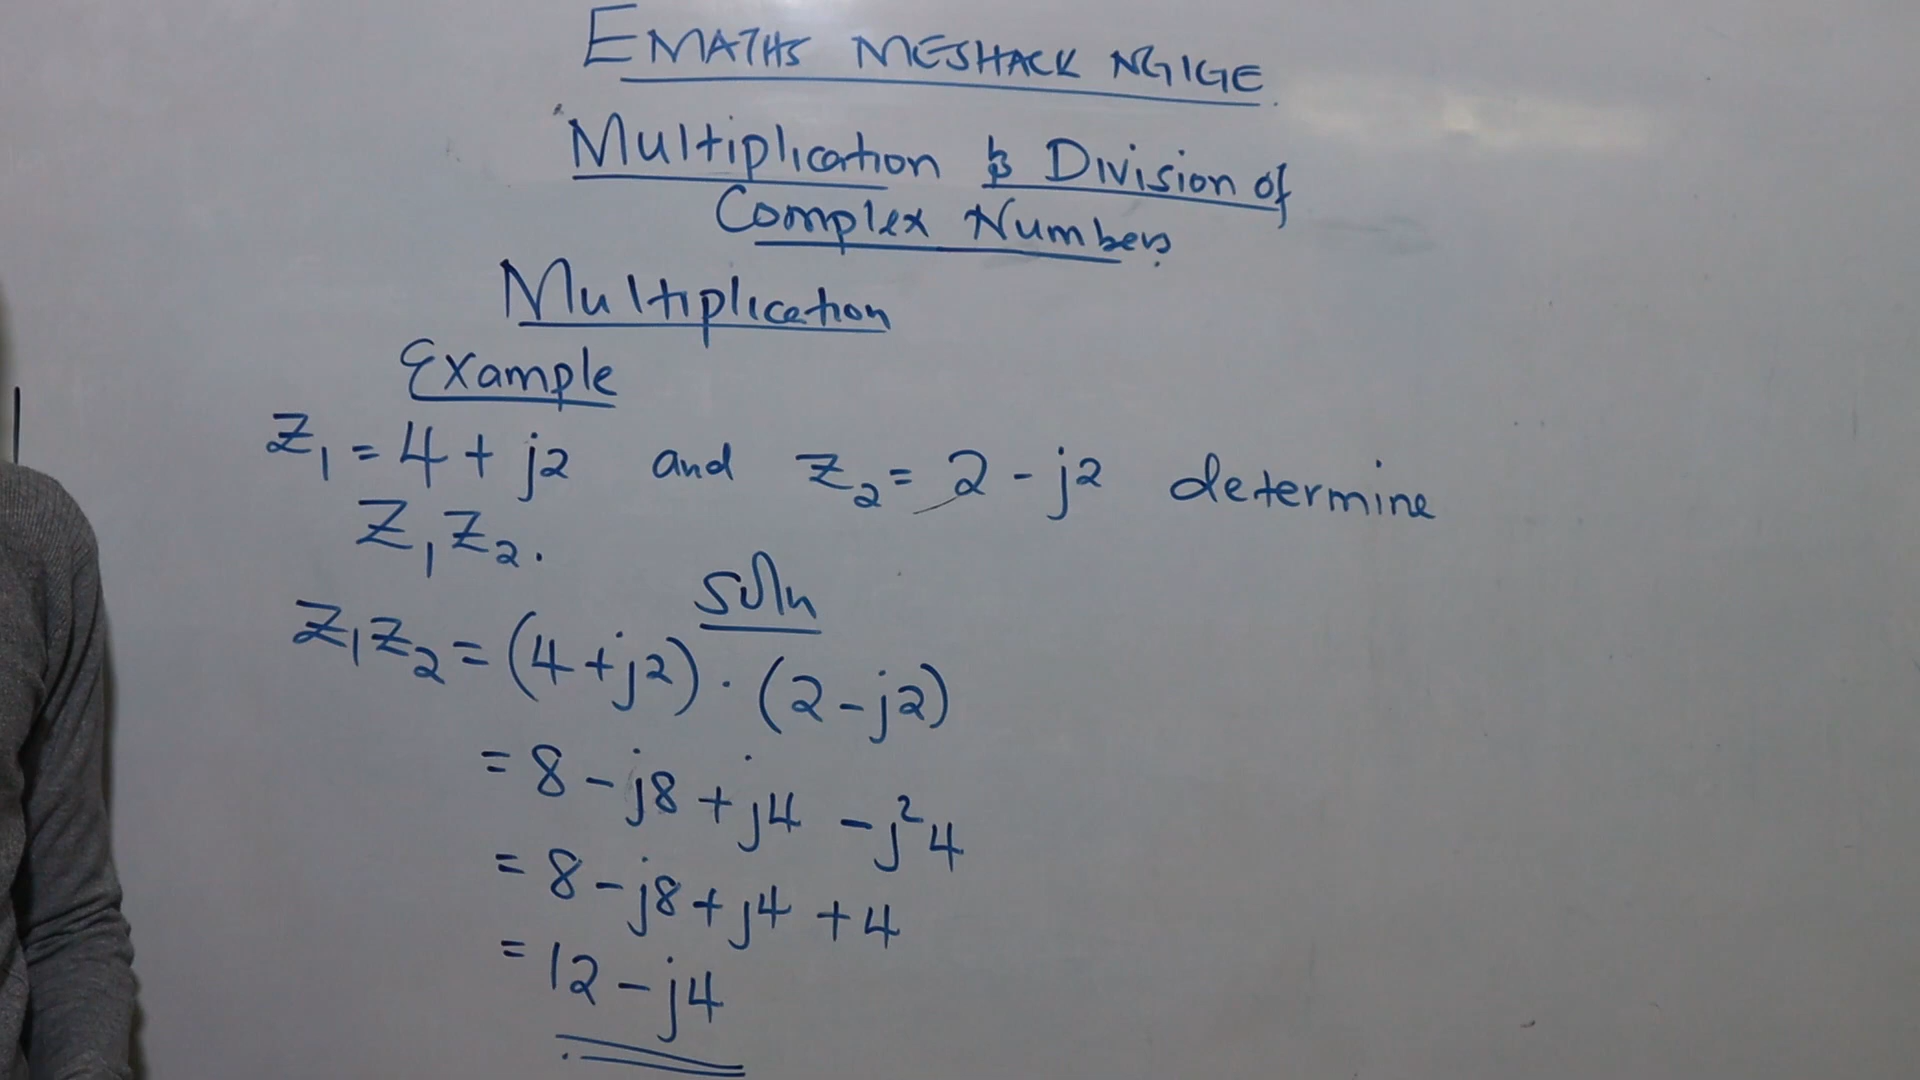 EMATHS MESHACK NGIGE
Multiplication & Division of
Complex Numbers
Multiplication
Example
Z₁ = 4 + j2 and Z₂ = 2 - j2 determine
Z₁Z₂.
Soln
Z₁Z₂ = (4+j2) · (2-j2)
= 8 - j8 + j4 - j²4
= 8 - j8 + j4 + 4
= 12 - j4